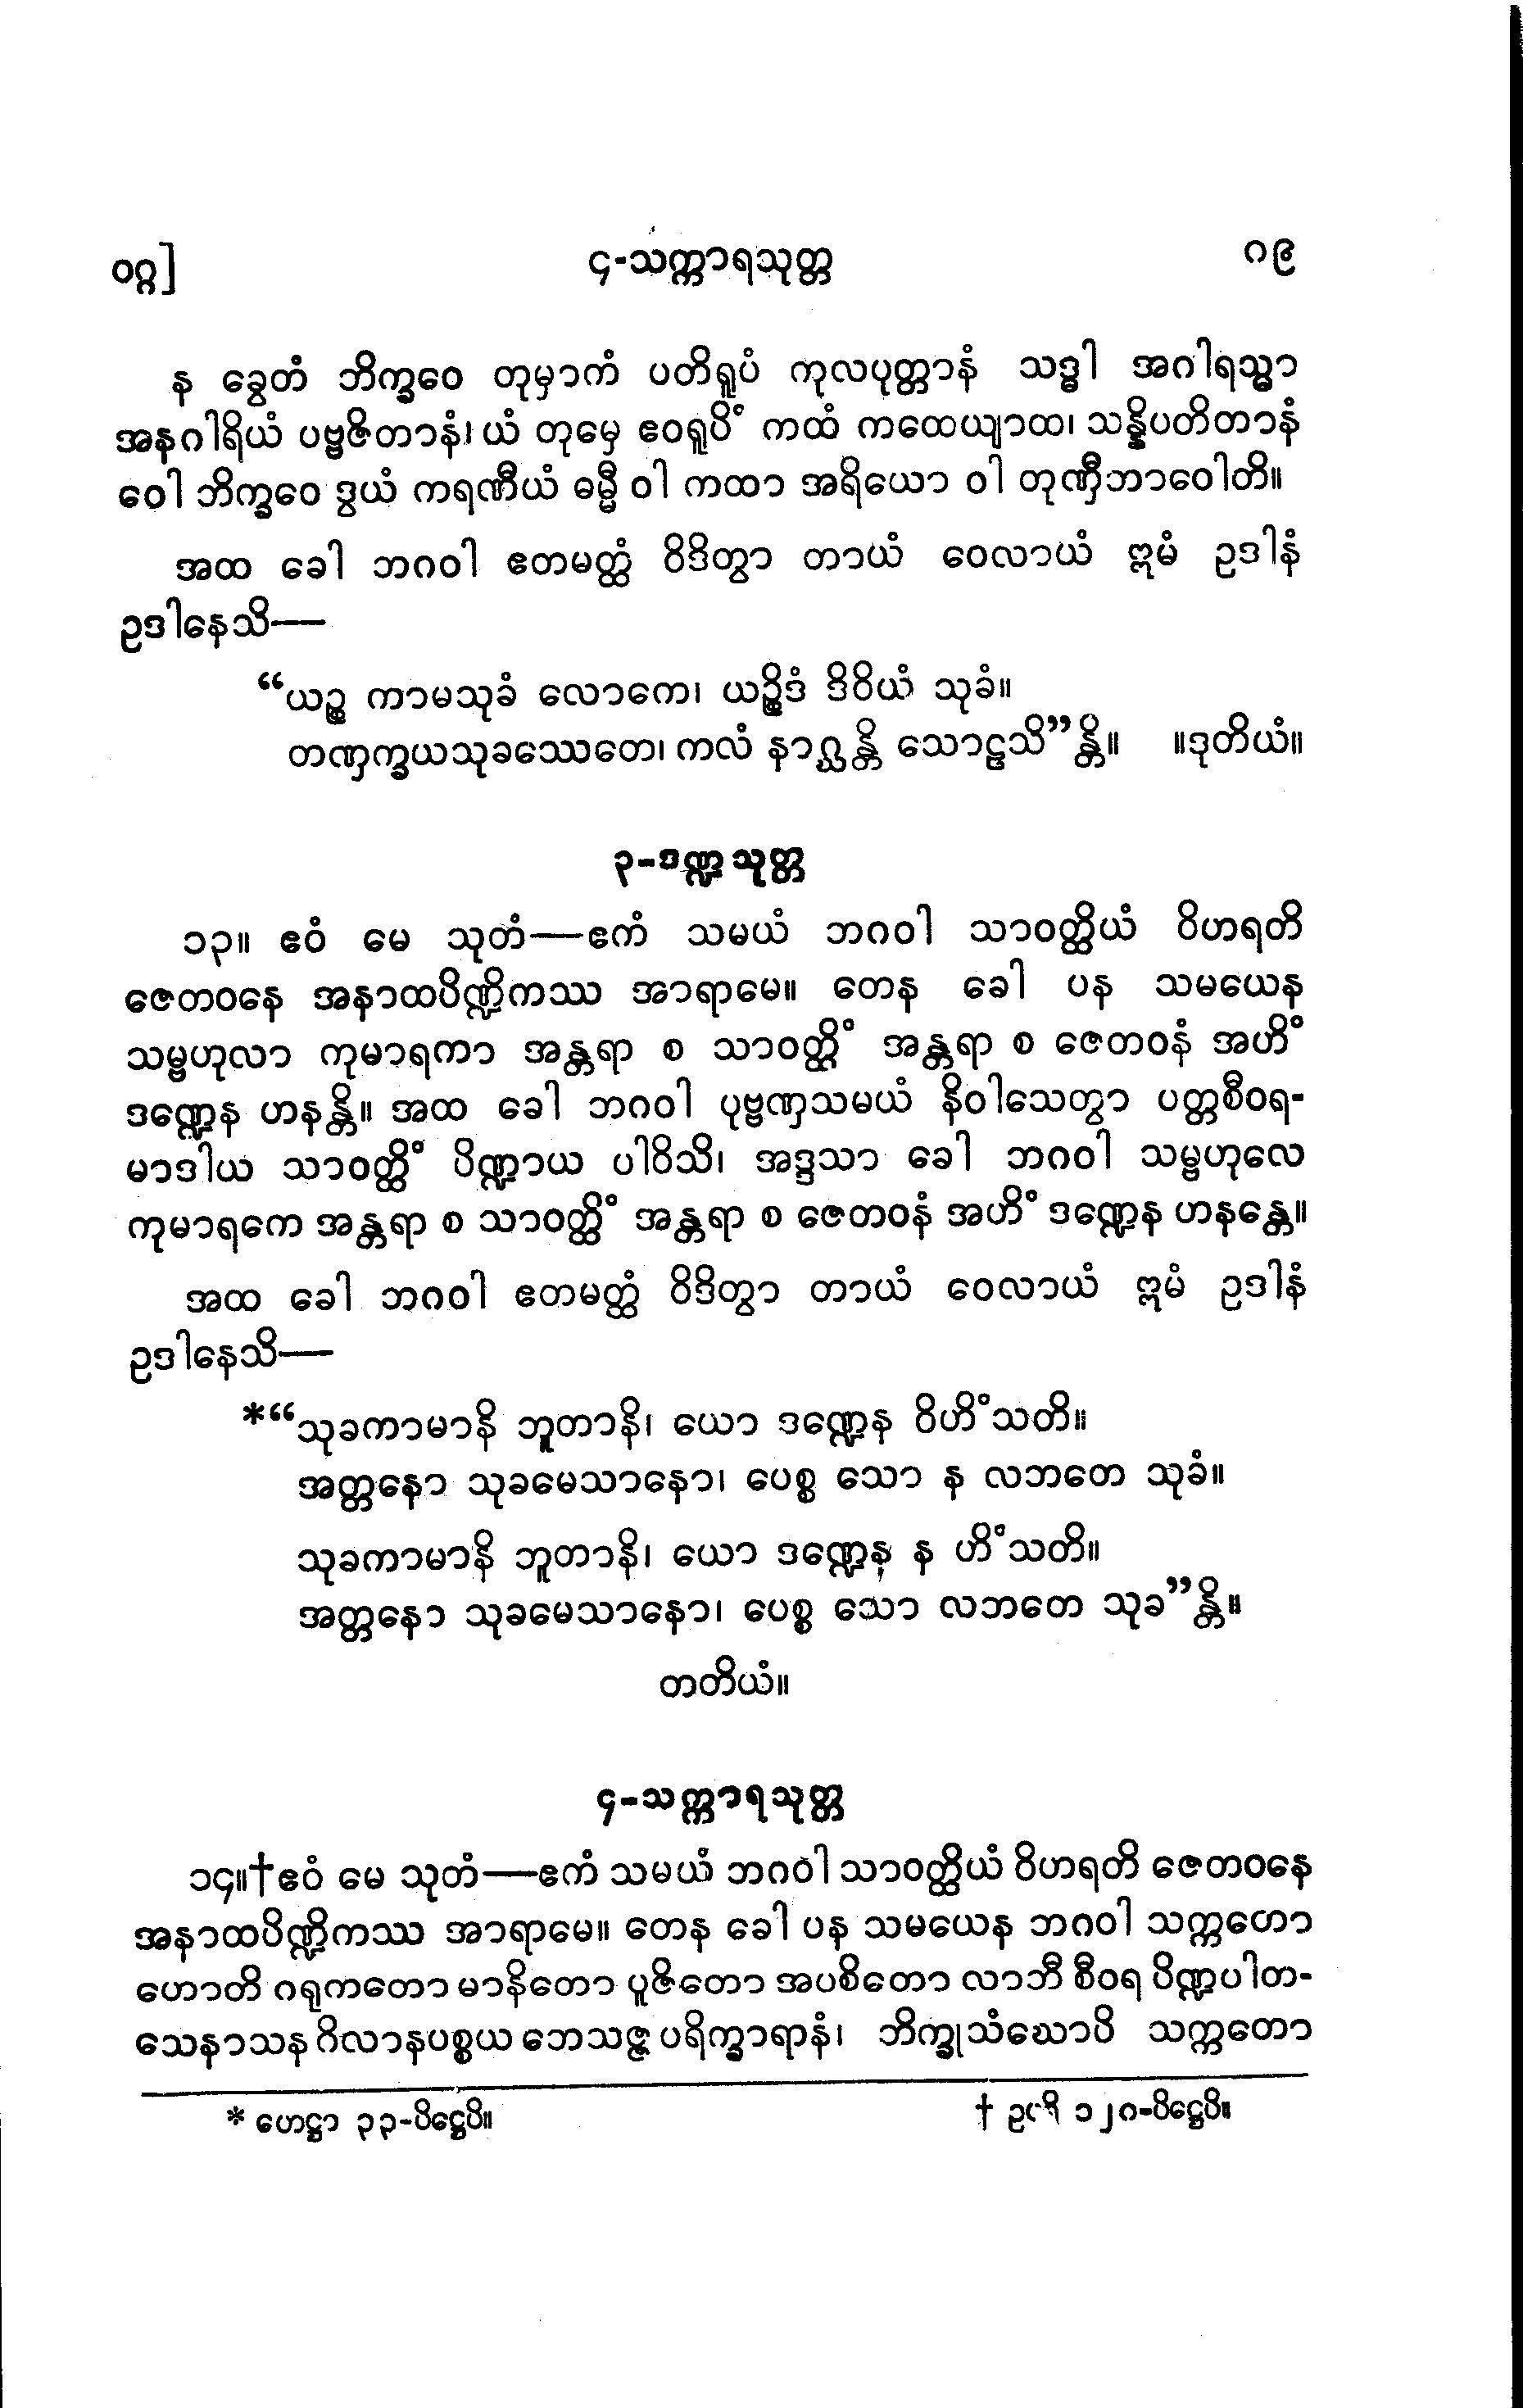 ဝဂ္ဂ] ၄-သက္ကာရသုတ္တ ၈၉
န ခွေတံ ဘိက္ခဝေ တုမှာကံ ပတိရူပံ ကုလပုတ္တာနံ သဒ္ဓါ အဂါရသ္မာ
အနဂါရိယံ ပဗ္ဗဇိတာနံ၊ ယံ တုမှေ ဧဝရူပိံ ကထံ ကထေယျာထ၊ သန္နိပတိတာနံ
ဝေါ ဘိက္ခဝေ ဒွယံ ကရဏီယံ ဓမ္မီ ဝါ ကထာ အရိယော ဝါ တုဏှီဘာဝေါတိ။
အထ ခေါ ဘဂဝါ ဧတမတ္ထံ ဝိဒိတွာ တာယံ ဝေလာယံ ဣမံ ဥဒါနံ
ဥဒါနေသိ—
“ယဉ္စ ကာမသုခံ လောကေ၊ ယဉ္စိဒံ ဒိဝိယံ သုခံ။
တဏှက္ခယသုခဿေတေ၊ ကလံ နာဂ္ဃန္တိ သောဠသိ”န္တိ။ ။ဒုတိယံ။
၃-ဒဏ္ဍသုတ္တ
၁၃။ ဧဝံ မေ သုတံ—ဧကံ သမယံ ဘဂဝါ သာဝတ္ထိယံ ဝိဟရတိ
ဇေတဝနေ အနာထပိဏ္ဍိကဿ အာရာမေ။ တေန ခေါ ပန သမယေန
သမ္ဗဟုလာ ကုမာရကာ အန္တရာ စ သာဝတ္ထိံ အန္တရာ စ ဇေတဝနံ အဟိံ
ဒဏ္ဍေန ဟနန္တိ။ အထ ခေါ ဘဂဝါ ပုဗ္ဗဏှသမယံ နိဝါသေတွာ ပတ္တစီဝရ-
မာဒါယ သာဝတ္ထိံ ပိဏ္ဍာယ ပါဝိသိ၊ အဒ္ဒသာ ခေါ ဘဂဝါ သမ္ဗဟုလေ
ကုမာရကေ အန္တရာ စ သာဝတ္ထိံ အန္တရာ စ ဇေတဝနံ အဟိံ ဒဏ္ဍေန ဟနန္တေ။
အထ ခေါ ဘဂဝါ ဧတမတ္ထံ ဝိဒိတွာ တာယံ ဝေလာယံ ဣမံ ဥဒါနံ
ဥဒါနေသိ—
*“သုခကာမာနိ ဘူတာနိ၊ ယော ဒဏ္ဍေန ဝိဟိံသတိ။
အတ္တနော သုခမေသာနော၊ ပေစ္စ သော န လဘတေ သုခံ။
သုခကာမာနိ ဘူတာနိ၊ ယော ဒဏ္ဍေန န ဟိံသတိ။
အတ္တနော သုခမေသာနော၊ ပေစ္စ သော လဘတေ သုခ”န္တိ။
တတိယံ။
၄-သက္ကာရသုတ္တ
၁၄။†ဧဝံ မေ သုတံ—ဧကံ သမယံ ဘဂဝါ သာဝတ္ထိယံ ဝိဟရတိ ဇေတဝနေ
အနာထပိဏ္ဍိကဿ အာရာမေ။ တေန ခေါ ပန သမယေန ဘဂဝါ သက္ကတော
ဟောတိ ဂရုကတော မာနိတော ပူဇိတော အပစိတော လာဘီ စီဝရ ပိဏ္ဍပါတ-
သေနာသန ဂိလာနပစ္စယ ဘေသဇ္ဇ ပရိက္ခာရာနံ၊ ဘိက္ခုသံဃောပိ သက္ကတော
* ဟေဋ္ဌာ ၃၃-ပိဋ္ဌေပိ။ † ဥပရိ ၁၂၈-ပိဋ္ဌေပိ။